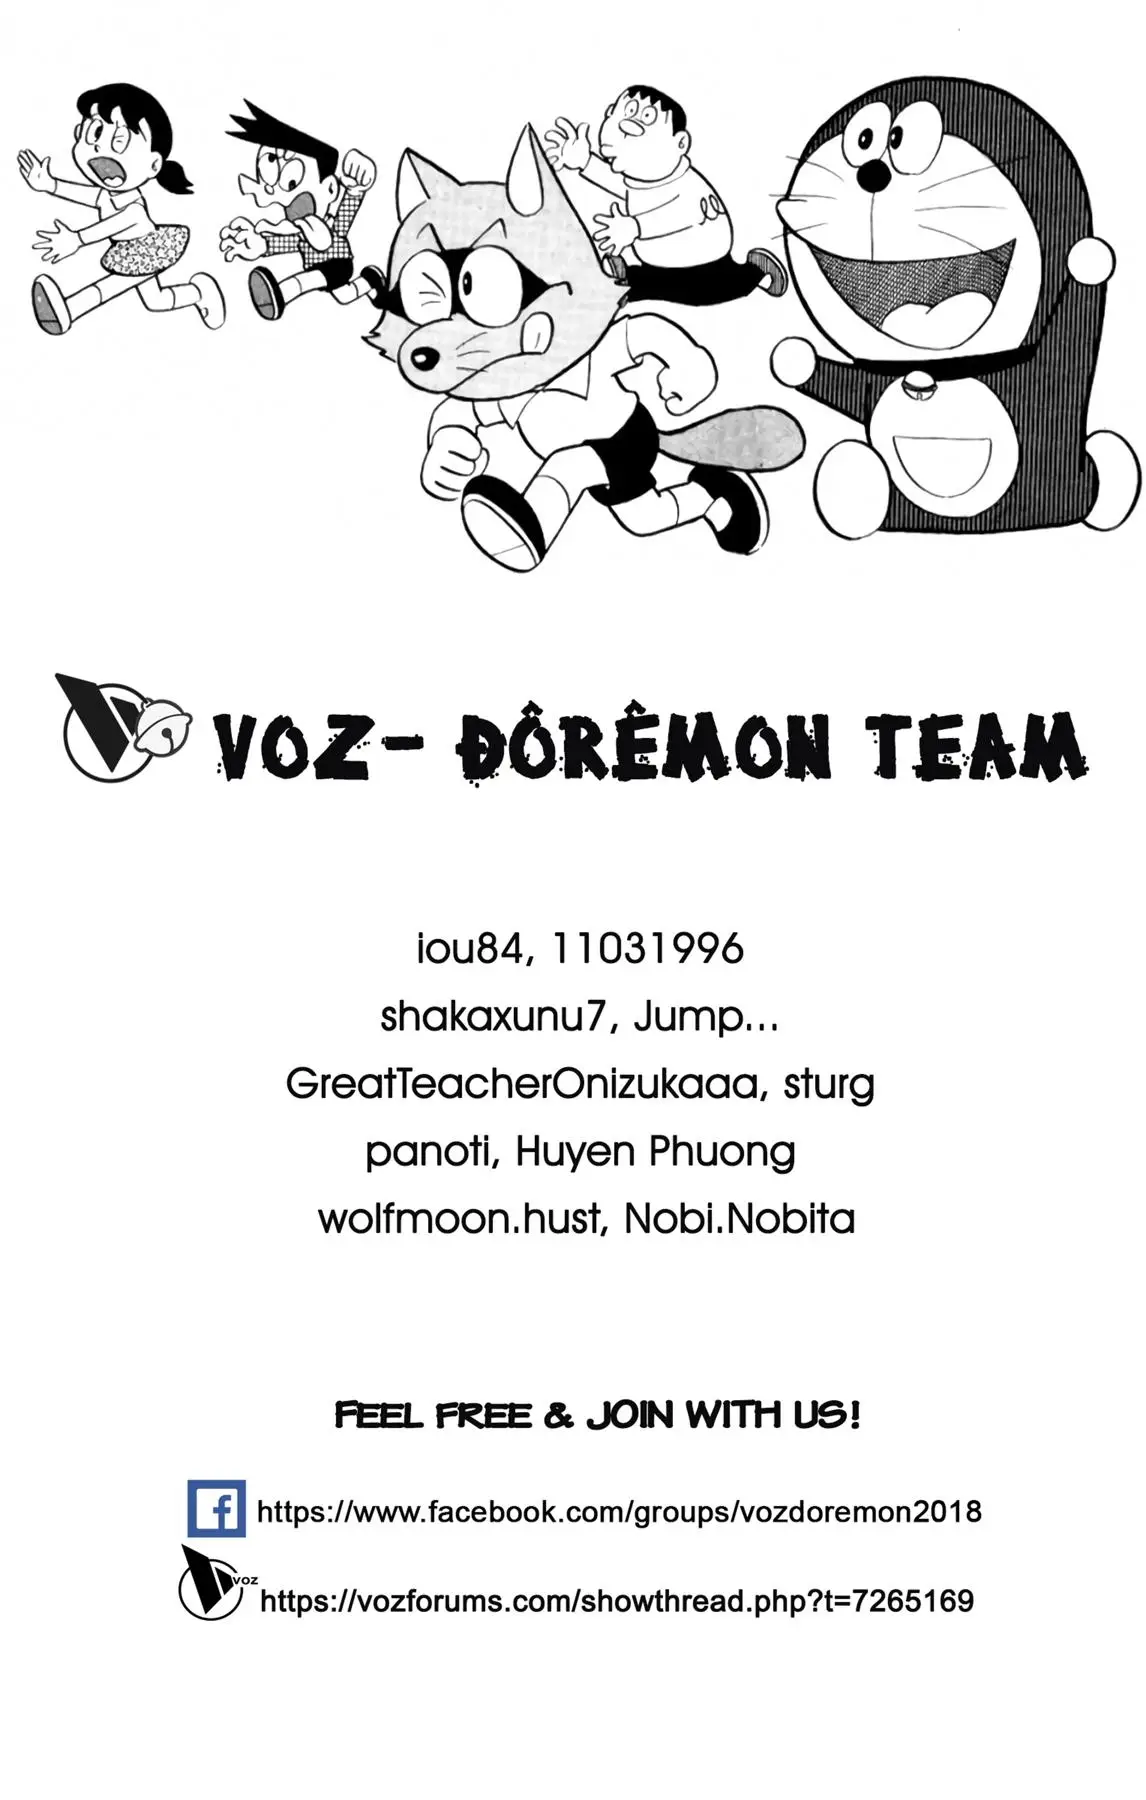 VOZ- ĐÔRÊMON TEAM
iou84, 11031996
shakaxunu7, Jump...
GreatTeacherOnizukaaa, sturg
panoti, Huyen Phuong
wolfmoon.hust, Nobi.Nobita
FEEL FREE & JOIN WITH US!
https://www.facebook.com/groups/vozdoremon2018
voz
https://vozforums.com/showthread.php?t=7265169